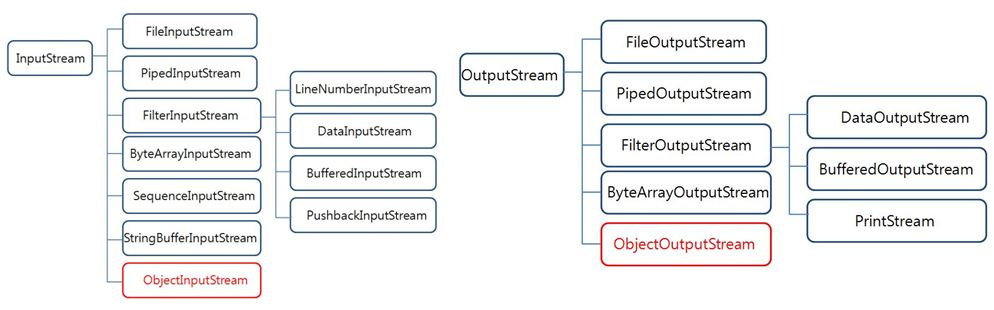 InputStream
FileInputStream
PipedInputStream
FilterInputStream
ByteArrayInputStream
SequenceInputStream
StringBufferInputStream
ObjectInputStream
LineNumberInputStream
DataInputStream
BufferedInputStream
PushbackInputStream
OutputStream
FileOutputStream
PipedOutputStream
FilterOutputStream
ByteArrayOutputStream
ObjectOutputStream
DataOutputStream
BufferedOutputStream
PrintStream